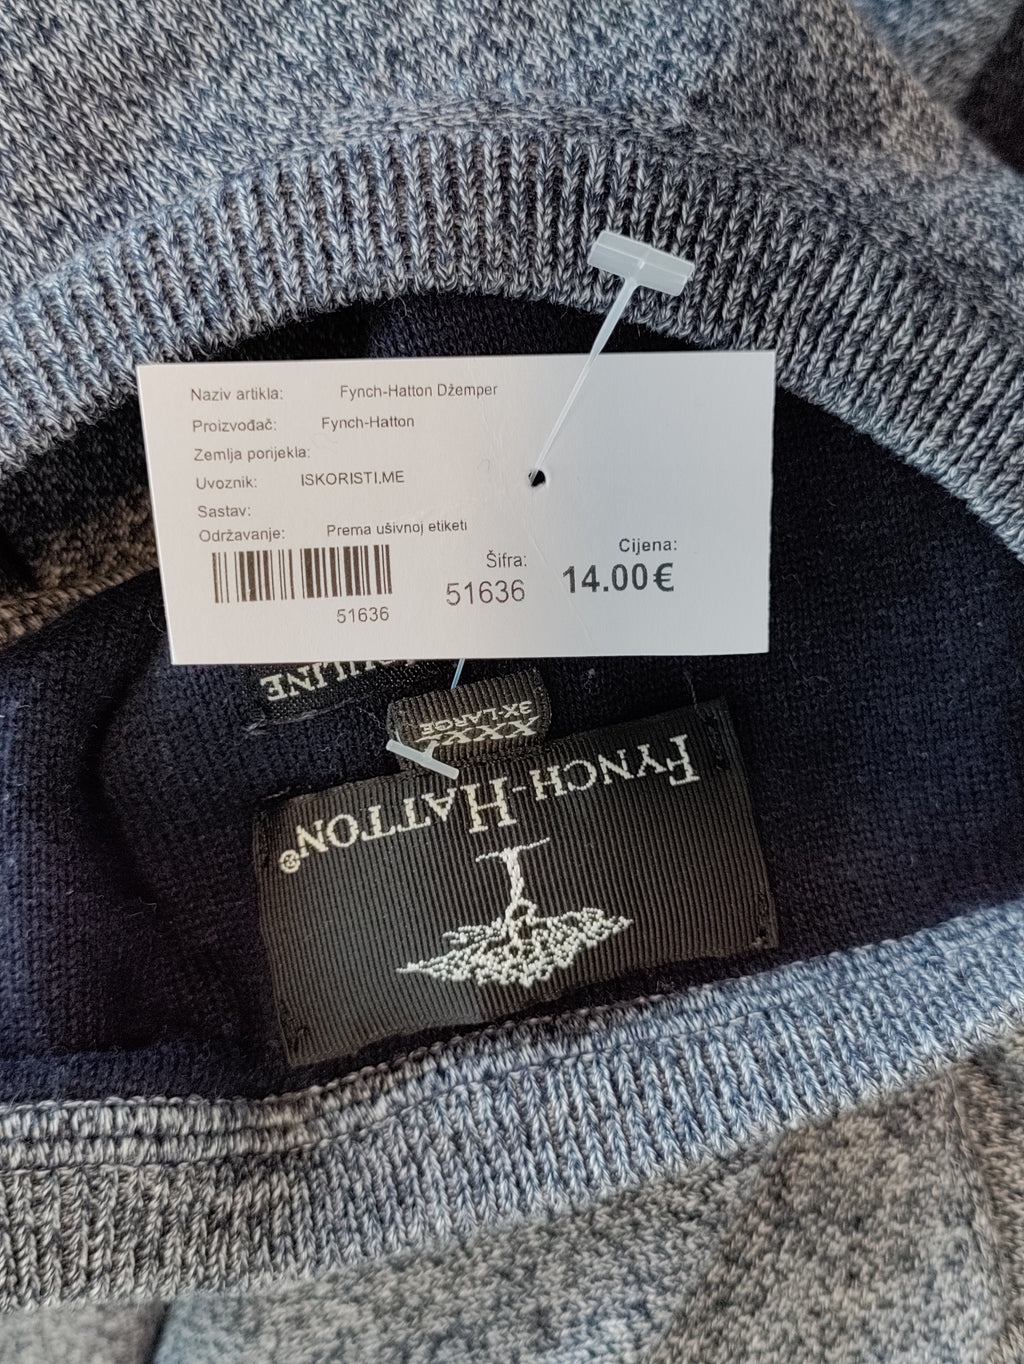 Naziv artikla: Fynch-Hatton Džemper
Proizvođač: Fynch-Hatton
Zemlja porijekla:
Uvoznik: ISKORISTI.ME
Sastav:
Održavanje: Prema ušivnoj etiketi
51636
Šifra:
51636
Cijena:
14.00€
3X-LARGE
FYNCH-HATTON®